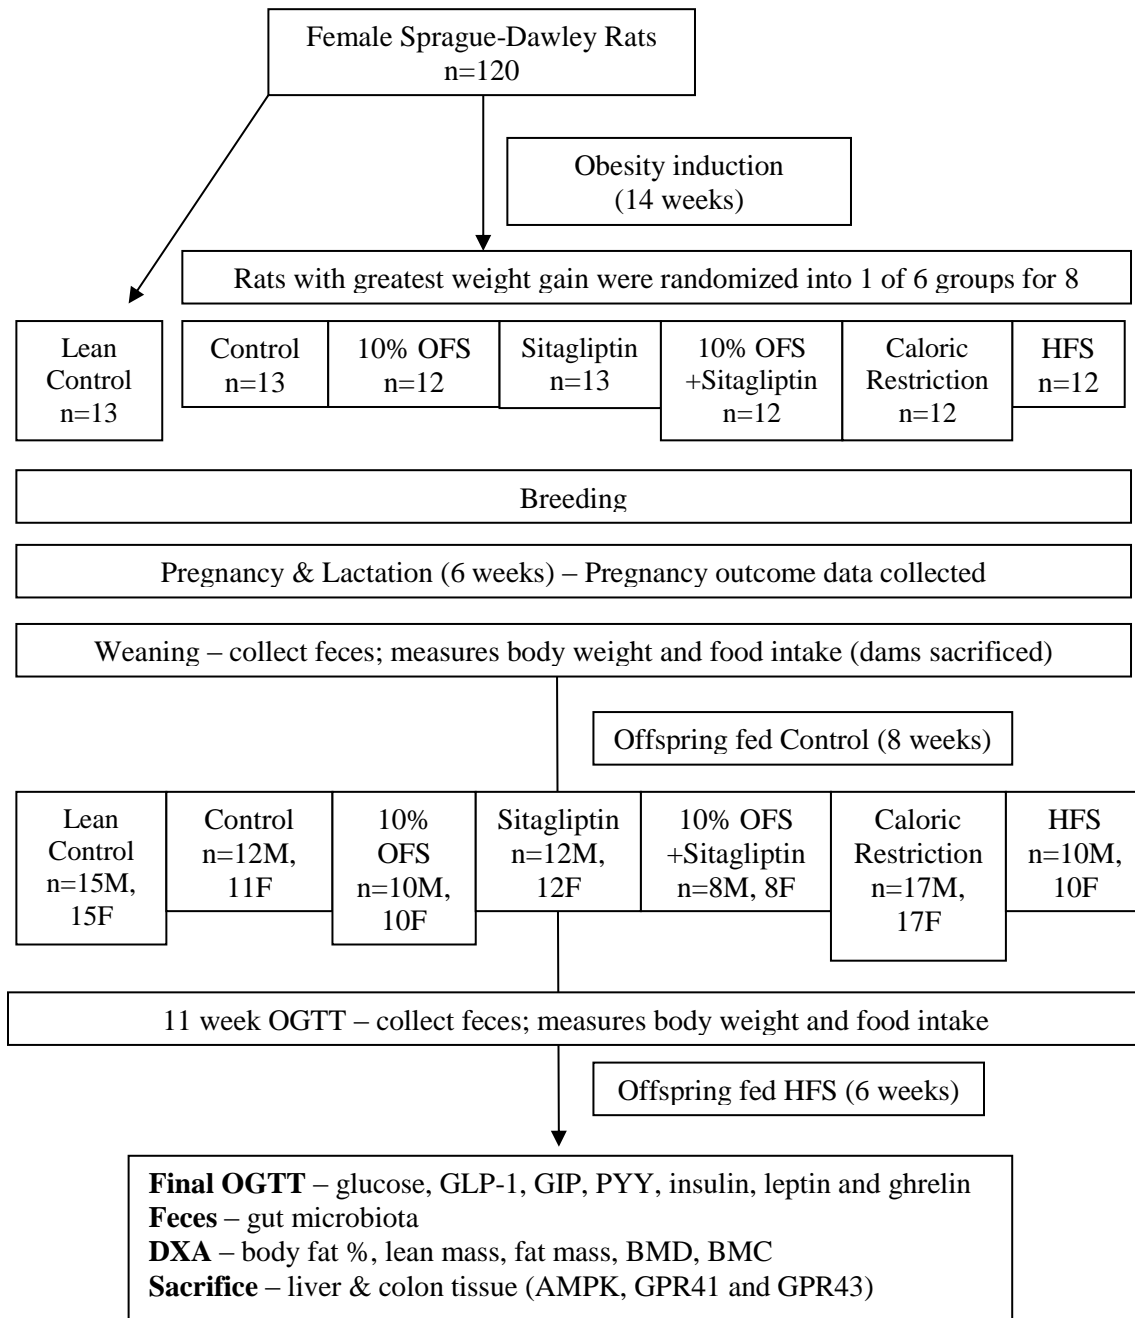 Female Sprague-Dawley Rats
n=120
Obesity induction
(14 weeks)
Rats with greatest weight gain were randomized into 1 of 6 groups for 8
Lean
Control
n=13
Control
n=13
10% OFS
n=12
Sitagliptin
n=13
10% OFS
+Sitagliptin
n=12
Caloric
Restriction
n=12
HFS
n=12
Breeding
Pregnancy & Lactation (6 weeks) – Pregnancy outcome data collected
Weaning – collect feces; measures body weight and food intake (dams sacrificed)
Offspring fed Control (8 weeks)
Lean
Control
n=15M,
15F
Control
n=12M,
11F
10%
OFS
n=10M,
10F
Sitagliptin
n=12M,
12F
10% OFS
+Sitagliptin
n=8M, 8F
Caloric
Restriction
n=17M,
17F
HFS
n=10M,
10F
11 week OGTT – collect feces; measures body weight and food intake
Offspring fed HFS (6 weeks)
Final OGTT – glucose, GLP-1, GIP, PYY, insulin, leptin and ghrelin
Feces – gut microbiota
DXA – body fat %, lean mass, fat mass, BMD, BMC
Sacrifice – liver & colon tissue (AMPK, GPR41 and GPR43)